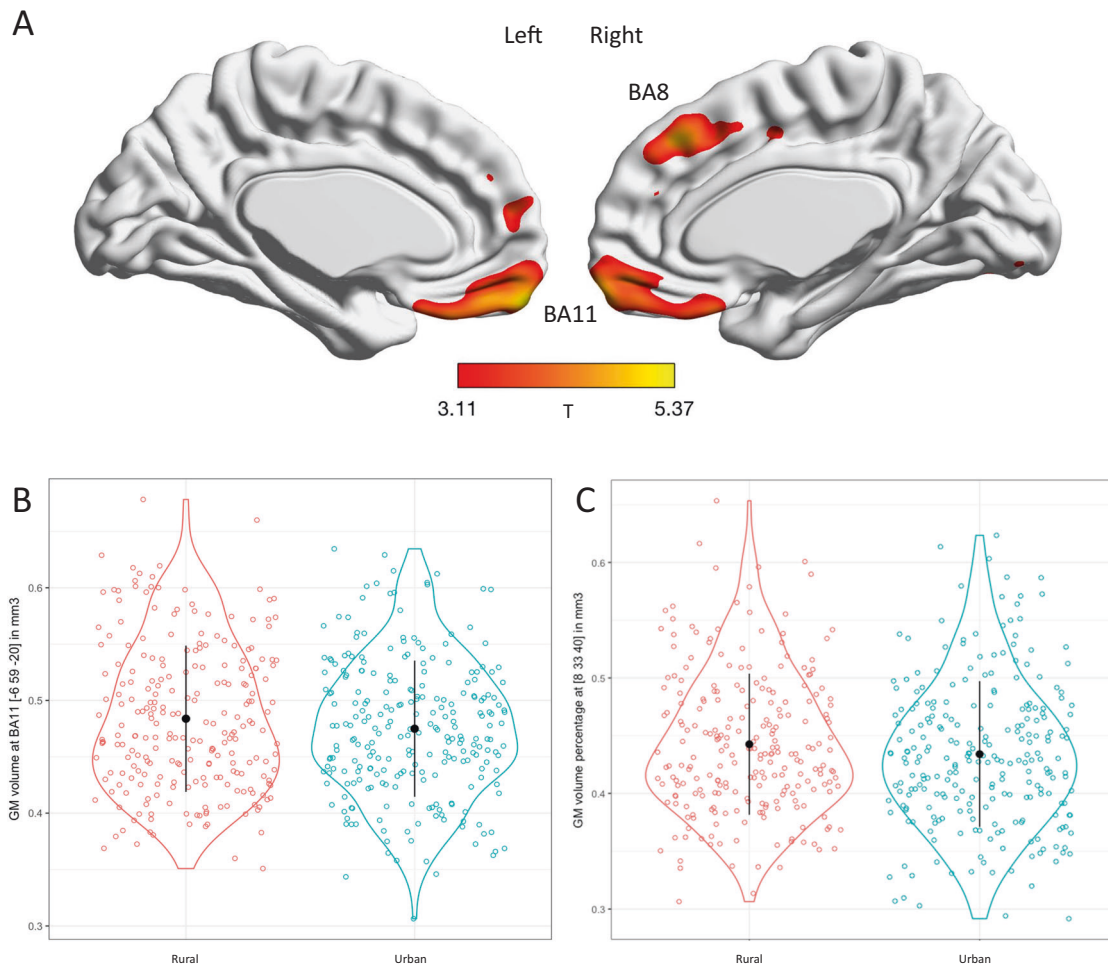 A
Left Right
BA8
BA11
3.11 T 5.37
B
GM volume at BA11 [-6 59 -20] in mm3
0.6
0.5
0.4
0.3
Rural Urban
C
GM volume percentage at [8 33 40] in mm3
0.6
0.5
0.4
0.3
Rural Urban